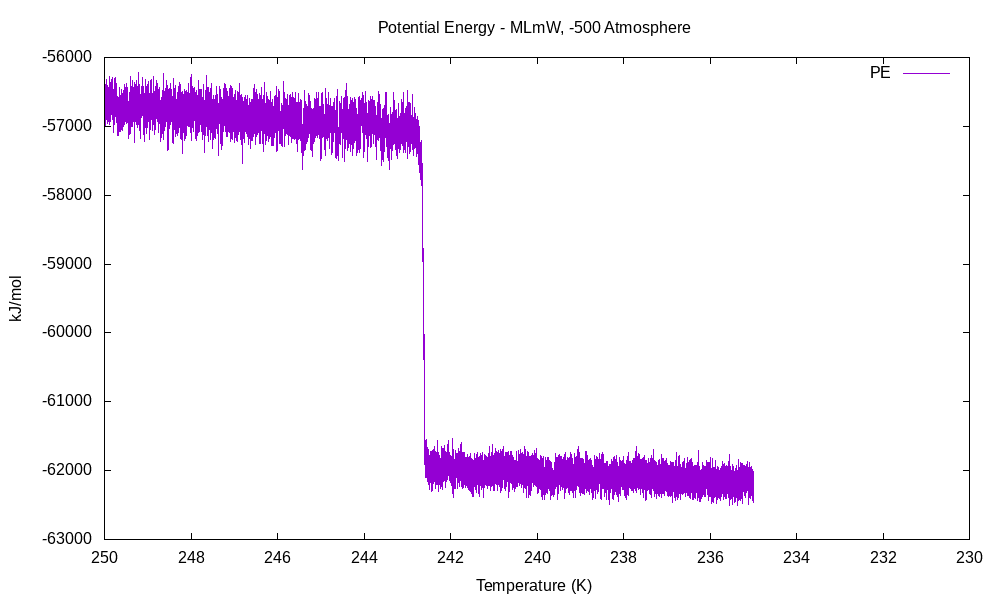 Potential Energy - MLmW, -500 Atmosphere
PE
-56000
-57000
-58000
-59000
-60000
-61000
-62000
-63000
kJ/mol
250 248 246 244 242 240 238 236 234 232 230
Temperature (K)